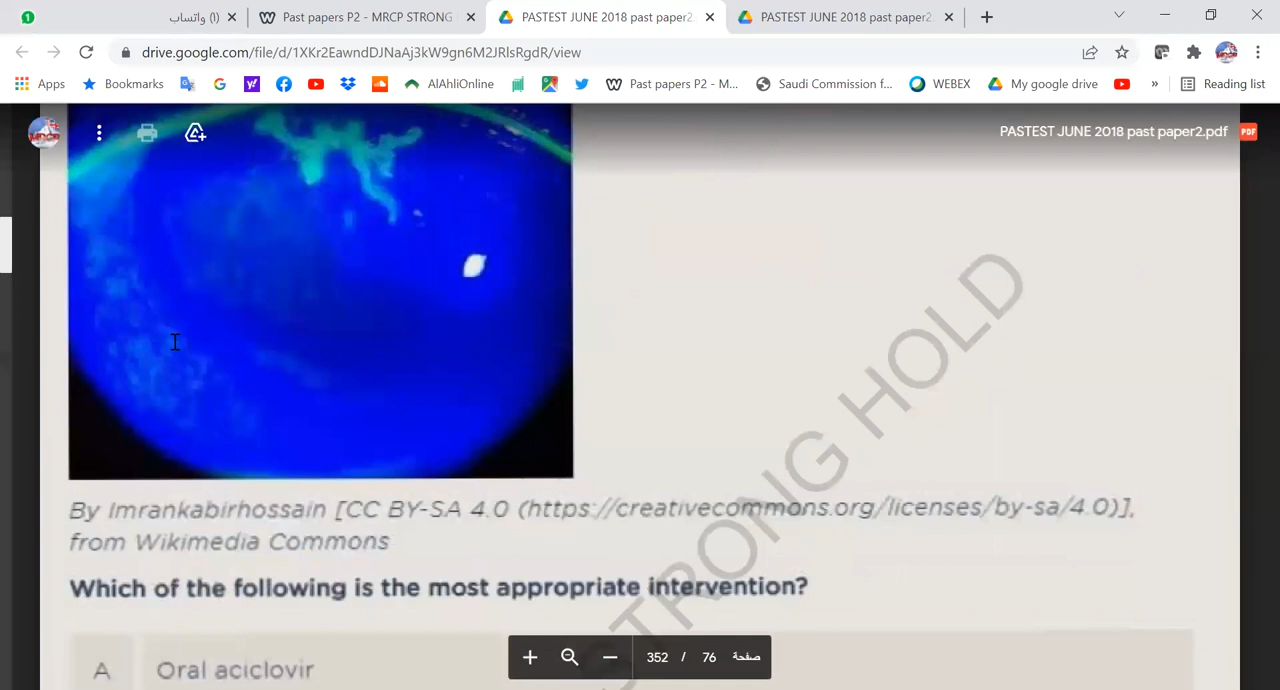 واتساب (1)
Past papers P2 - MRCP STRONG
PASTEST JUNE 2018 past paper2.
PASTEST JUNE 2018 past paper2.
drive.google.com/file/d/1XKr2EawndDJNaAj3kW9gn6M2JRIsRgdR/view
Apps
Bookmarks
AlAhliOnline
Past papers P2 - M...
Saudi Commission f...
WEBEX
My google drive
»
Reading list
PASTEST JUNE 2018 past paper2.pdf
PDF
STRONG HOLD
By Imrankabirhossain [CC BY-SA 4.0 (https://creativecommons.org/licenses/by-sa/4.0)],
from Wikimedia Commons
Which of the following is the most appropriate intervention?
A Oral aciclovir
صفحة 76 / 352